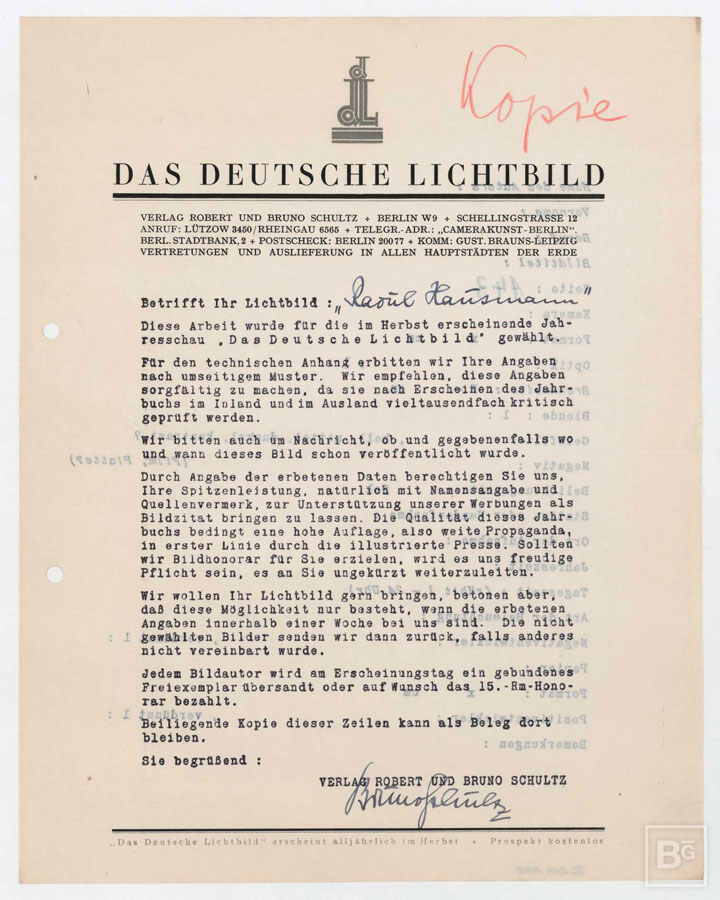 Kopie
ddL
DAS DEUTSCHE LICHTBILD
VERLAG ROBERT UND BRUNO SCHULTZ + BERLIN W9 + SCHELLINGSTRASSE 12
ANRUF: LÜTZOW 3450/RHEINGAU 6565 + TELEGR.-ADR.: „CAMERAKUNST-BERLIN".
BERL. STADTBANK, 2 + POSTSCHECK: BERLIN 20077 + KOMM: GUST. BRAUNS-LEIPZIG
VERTRETUNGEN UND AUSLIEFERUNG IN ALLEN HAUPTSTÄDTEN DER ERDE
Betrifft Ihr Lichtbild : „Raoul Hausmann"
Diese Arbeit wurde für die im Herbst erscheinende Jah-
resschau „Das Deutsche Lichtbild" gewählt.
Für den technischen Anhang erbitten wir Ihre Angaben
nach umseitigem Muster. Wir empfehlen, diese Angaben
sorgfältig zu machen, da sie nach Erscheinen des Jahr-
buchs im Inland und im Ausland vieltausendfach kritisch
geprüft werden.
Wir bitten auch um Nachricht, ob und gegebenenfalls wo
und wann dieses Bild schon veröffentlicht wurde.
Durch Angabe der erbetenen Daten berechtigen Sie uns,
Ihre Spitzenleistung, natürlich mit Namensangabe und
Quellenvermerk, zur Unterstützung unserer Werbungen als
Bildzitat bringen zu lassen. Die Qualität dieses Jahr-
buchs bedingt eine hohe Auflage, also weite Propaganda,
in erster Linie durch die illustrierte Presse. Sollten
wir Bildhonorar für Sie erzielen, wird es uns freudige
Pflicht sein, es an Sie ungekürzt weiterzuleiten.
Wir wollen Ihr Lichtbild gern bringen, betonen aber,
daß diese Möglichkeit nur besteht, wenn die erbetenen
Angaben innerhalb einer Woche bei uns sind. Die nicht
gewählten Bilder senden wir dann zurück, falls anderes
nicht vereinbart wurde.
Jedem Bildautor wird am Erscheinungstag ein gebundenes
Freiexemplar übersandt oder auf Wunsch das 15.-Rm-Hono-
rar bezahlt.
Beiliegende Kopie dieser Zeilen kann als Beleg dort
bleiben.
Sie begrüßend :
VERLAG ROBERT UND BRUNO SCHULTZ
Bruno Schultz
„Das Deutsche Lichtbild" erscheint alljährlich im Herbst + Prospekt kostenlos
BG